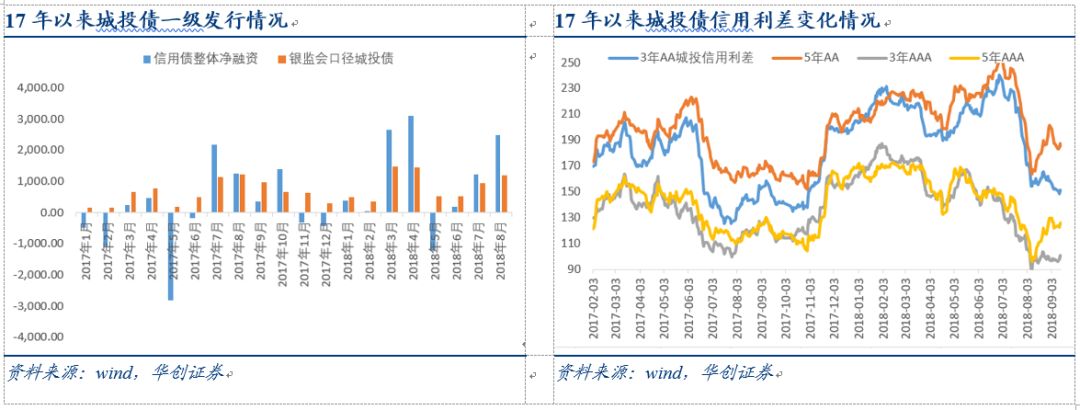 17 年以来城投债一级发行情况
信用债整体净融资 银监会口径城投债
4,000.00
3,000.00
2,000.00
1,000.00
0.00
-1,000.00
-2,000.00
-3,000.00
-4,000.00
2017年1月
2017年2月
2017年3月
2017年4月
2017年5月
2017年6月
2017年7月
2017年8月
2017年9月
2017年10月
2017年11月
2017年12月
2018年1月
2018年2月
2018年3月
2018年4月
2018年5月
2018年6月
2018年7月
2018年8月
资料来源：wind，华创证券
17 年以来城投债信用利差变化情况
3年AA城投信用利差 5年AA 3年AAA 5年AAA
250
230
210
190
170
150
130
110
90
2017-02-03
2017-03-03
2017-04-03
2017-05-03
2017-06-03
2017-07-03
2017-08-03
2017-09-03
2017-10-03
2017-11-03
2017-12-03
2018-01-03
2018-02-03
2018-03-03
2018-04-03
2018-05-03
2018-06-03
2018-07-03
2018-08-03
2018-09-03
资料来源：wind，华创证券